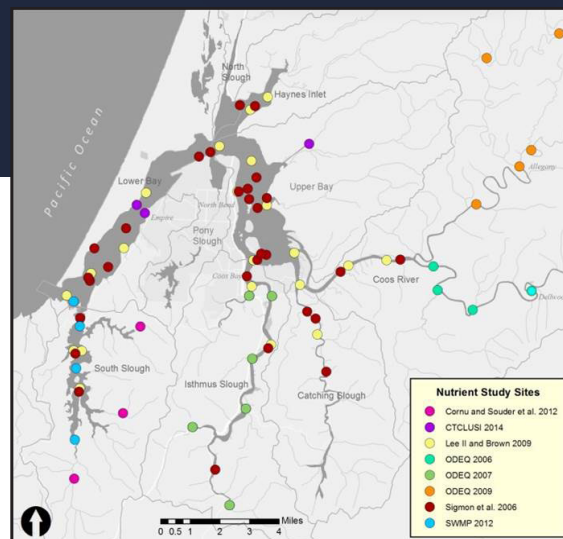 North
Slough
Haynes Inlet
Pacific Ocean
Lower Bay
Upper Bay
Allegany
Empire
North Bend
Pony
Slough
Coos Bay
Coos River
South Slough
Isthmus Slough
Catching Slough
Nutrient Study Sites
Cornu and Souder et al. 2012
CTCLUSI 2014
Lee II and Brown 2009
ODEQ 2006
ODEQ 2007
ODEQ 2009
Sigmon et al. 2006
SWMP 2012
Miles
0 0.5 1 2 3 4